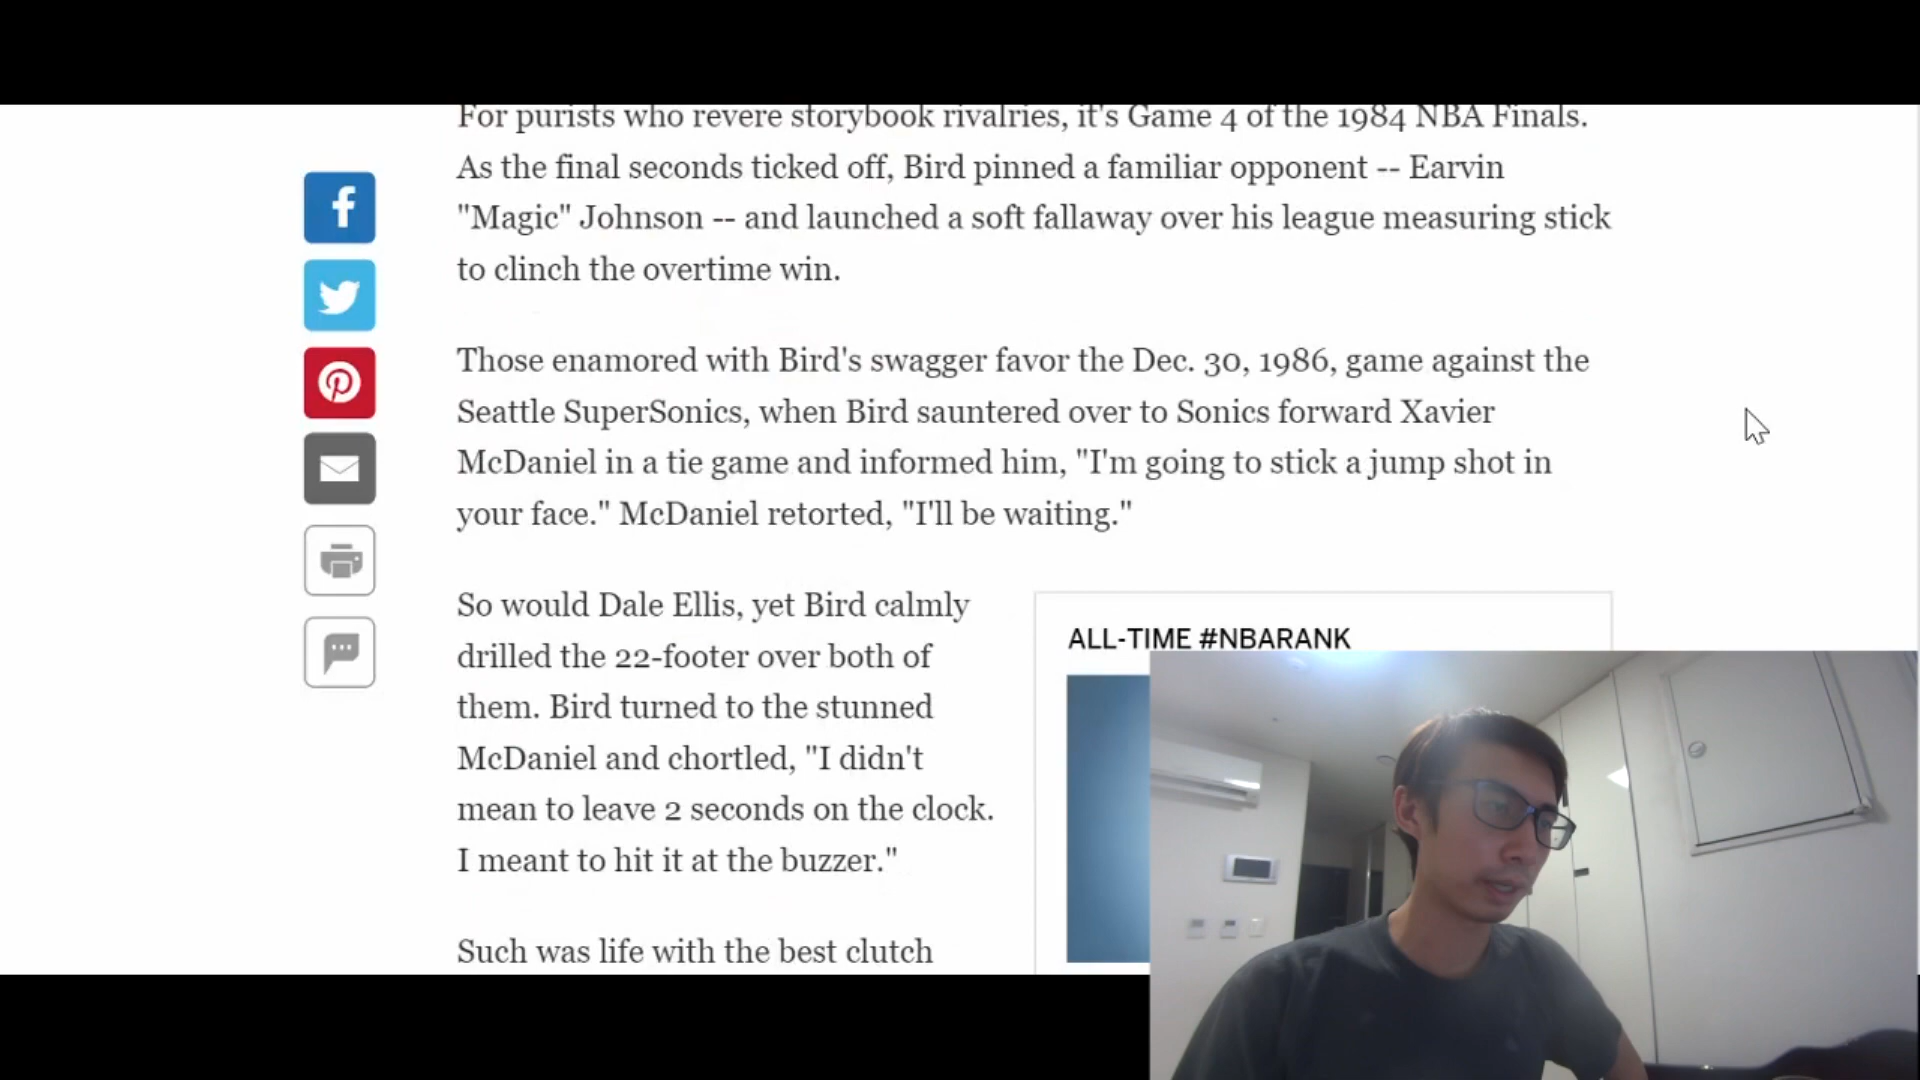 For purists who revere storybook rivalries, it's Game 4 of the 1984 NBA Finals.
As the final seconds ticked off, Bird pinned a familiar opponent -- Earvin
"Magic" Johnson -- and launched a soft fallaway over his league measuring stick
to clinch the overtime win.
Those enamored with Bird's swagger favor the Dec. 30, 1986, game against the
Seattle SuperSonics, when Bird sauntered over to Sonics forward Xavier
McDaniel in a tie game and informed him, "I'm going to stick a jump shot in
your face." McDaniel retorted, "I'll be waiting."
So would Dale Ellis, yet Bird calmly
drilled the 22-footer over both of
them. Bird turned to the stunned
McDaniel and chortled, "I didn't
mean to leave 2 seconds on the clock.
I meant to hit it at the buzzer."
Such was life with the best clutch
ALL-TIME #NBARANK